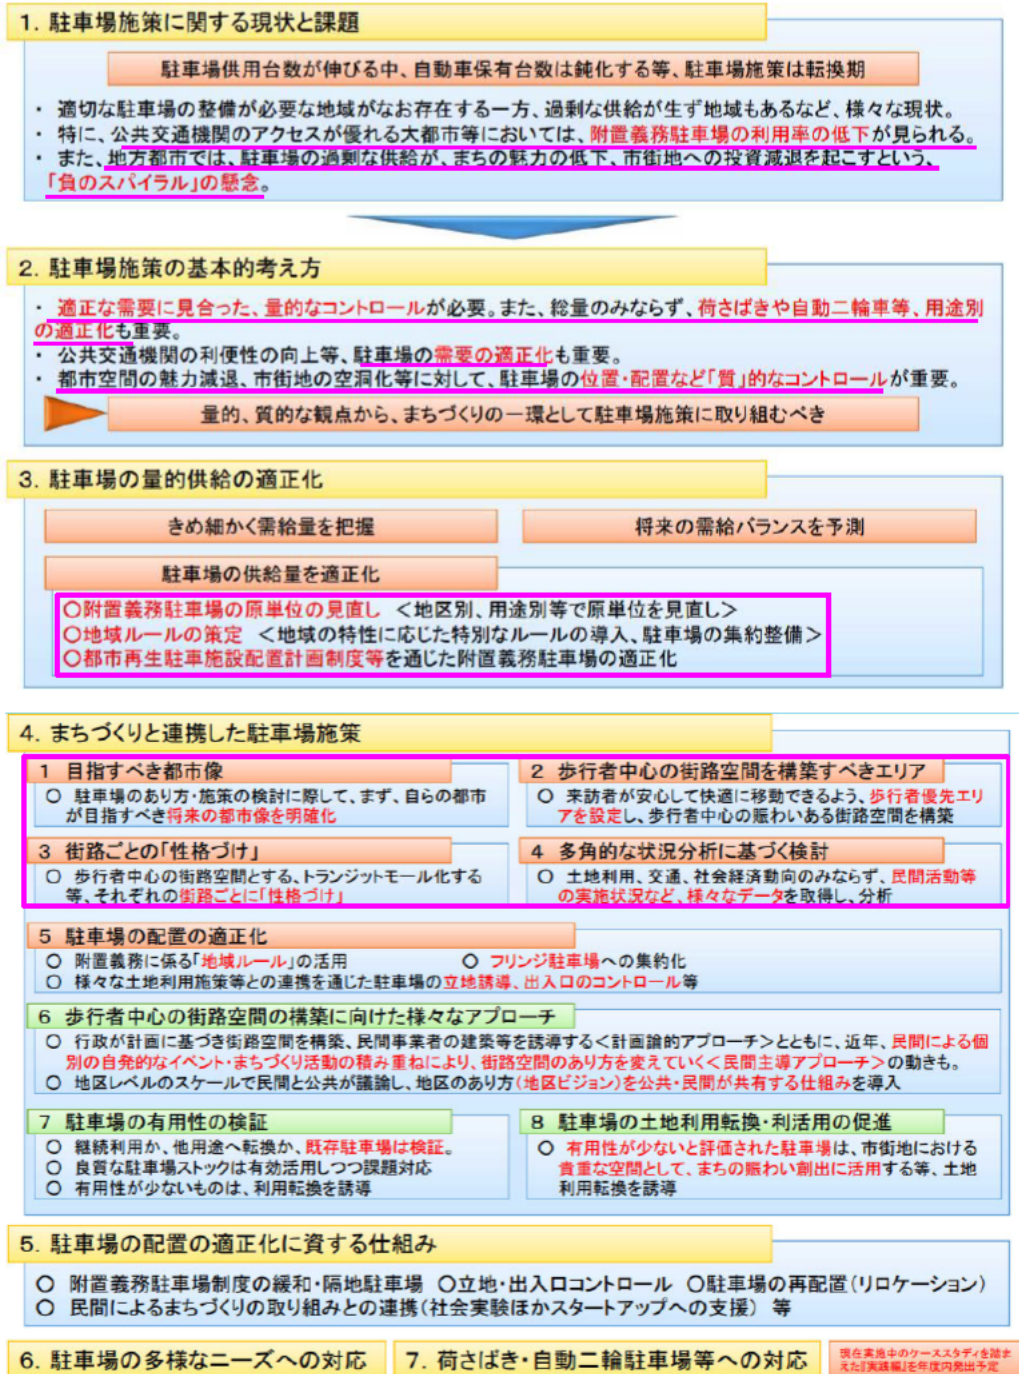 1. 駐車場施策に関する現状と課題
駐車場供用台数が伸びる中、自動車保有台数は鈍化する等、駐車場施策は転換期
・ 適切な駐車場の整備が必要な地域がなお存在する一方、過剰な供給が生ず地域もあるなど、様々な現状。
・ 特に、公共交通機関のアクセスが優れる大都市等においては、附置義務駐車場の利用率の低下が見られる。
・ また、地方都市では、駐車場の過剰な供給が、まちの魅力の低下、市街地への投資減退を起こすという、
「負のスパイラル」の懸念。
2. 駐車場施策の基本的考え方
・ 適正な需要に見合った、量的なコントロールが必要。また、総量のみならず、荷さばきや自動二輪車等、用途別
の適正化も重要。
・ 公共交通機関の利便性の向上等、駐車場の需要の適正化も重要。
・ 都市空間の魅力減退、市街地の空洞化等に対して、駐車場の位置・配置など「質」的なコントロールが重要。
量的、質的な観点から、まちづくりの一環として駐車場施策に取り組むべき
3. 駐車場の量的供給の適正化
きめ細かく需給量を把握
将来の需給バランスを予測
駐車場の供給量を適正化
○附置義務駐車場の原単位の見直し <地区別、用途別等で原単位を見直し>
○地域ルールの策定 <地域の特性に応じた特別なルールの導入、駐車場の集約整備>
○都市再生駐車施設配置計画制度等を通じた附置義務駐車場の適正化
4. まちづくりと連携した駐車場施策
1 目指すべき都市像
○ 駐車場のあり方・施策の検討に際して、まず、自らの都市
が目指すべき将来の都市像を明確化
2 歩行者中心の街路空間を構築すべきエリア
○ 来訪者が安心して快適に移動できるよう、歩行者優先エリ
アを設定し、歩行者中心の賑わいある街路空間を構築
3 街路ごとの「性格づけ」
○ 歩行者中心の街路空間とする、トランジットモール化する
等、それぞれの街路ごとに「性格づけ」
4 多角的な状況分析に基づく検討
○ 土地利用、交通、社会経済動向のみならず、民間活動等
の実施状況など、様々なデータを取得し、分析
5 駐車場の配置の適正化
○ 附置義務に係る「地域ルール」の活用 ○ フリンジ駐車場への集約化
○ 様々な土地利用施策等との連携を通じた駐車場の立地誘導、出入口のコントロール等
6 歩行者中心の街路空間の構築に向けた様々なアプローチ
○ 行政が計画に基づき街路空間を構築、民間事業者の建築等を誘導する<計画論的アプローチ>とともに、近年、民間による個
別の自発的なイベント・まちづくり活動の積み重ねにより、街路空間のあり方を変えていく<民間主導アプローチ>の動きも。
○ 地区レベルのスケールで民間と公共が議論し、地区のあり方(地区ビジョン)を公共・民間が共有する仕組みを導入
7 駐車場の有用性の検証
○ 継続利用か、他用途へ転換か、既存駐車場は検証。
○ 良質な駐車場ストックは有効活用しつつ課題対応
○ 有用性が少ないものは、利用転換を誘導
8 駐車場の土地利用転換・利活用の促進
○ 有用性が少ないと評価された駐車場は、市街地における
貴重な空間として、まちの賑わい創出に活用する等、土地
利用転換を誘導
5. 駐車場の配置の適正化に資する仕組み
○ 附置義務駐車場制度の緩和・隔地駐車場 ○立地・出入口コントロール ○駐車場の再配置(リロケーション)
○ 民間によるまちづくりの取り組みとの連携(社会実験ほかスタートアップへの支援) 等
6. 駐車場の多様なニーズへの対応
7. 荷さばき・自動二輪駐車場等への対応
現在実施中のケーススタディを踏ま
えた『実践編』を年度内発出予定